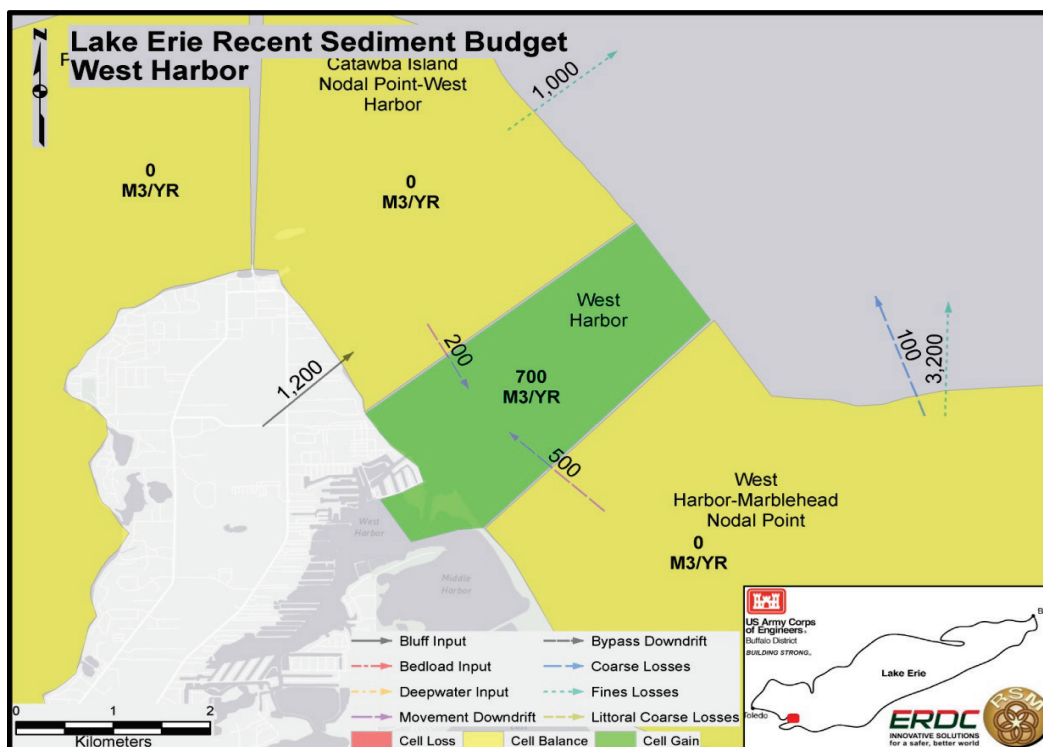 Lake Erie Recent Sediment Budget
West Harbor
N
P
Catawba Island
Nodal Point-West
Harbor
1,000
0
M3/YR
0
M3/YR
West
Harbor
200
700
M3/YR
1,200
500
100
3,200
West
Harbor-Marblehead
Nodal Point
0
M3/YR
West
Harbor
Middle
Harbor
Bluff Input
Bypass Downdrift
Bedload Input
Coarse Losses
Deepwater Input
Fines Losses
Movement Downdrift
Littoral Coarse Losses
Cell Loss
Cell Balance
Cell Gain
0 1 2
Kilometers
US Army Corps
of Engineers
Buffalo District
BUILDING STRONG
B
Lake Erie
Toledo
ERDC
INNOVATIVE SOLUTIONS
for a safer, better world
RSM